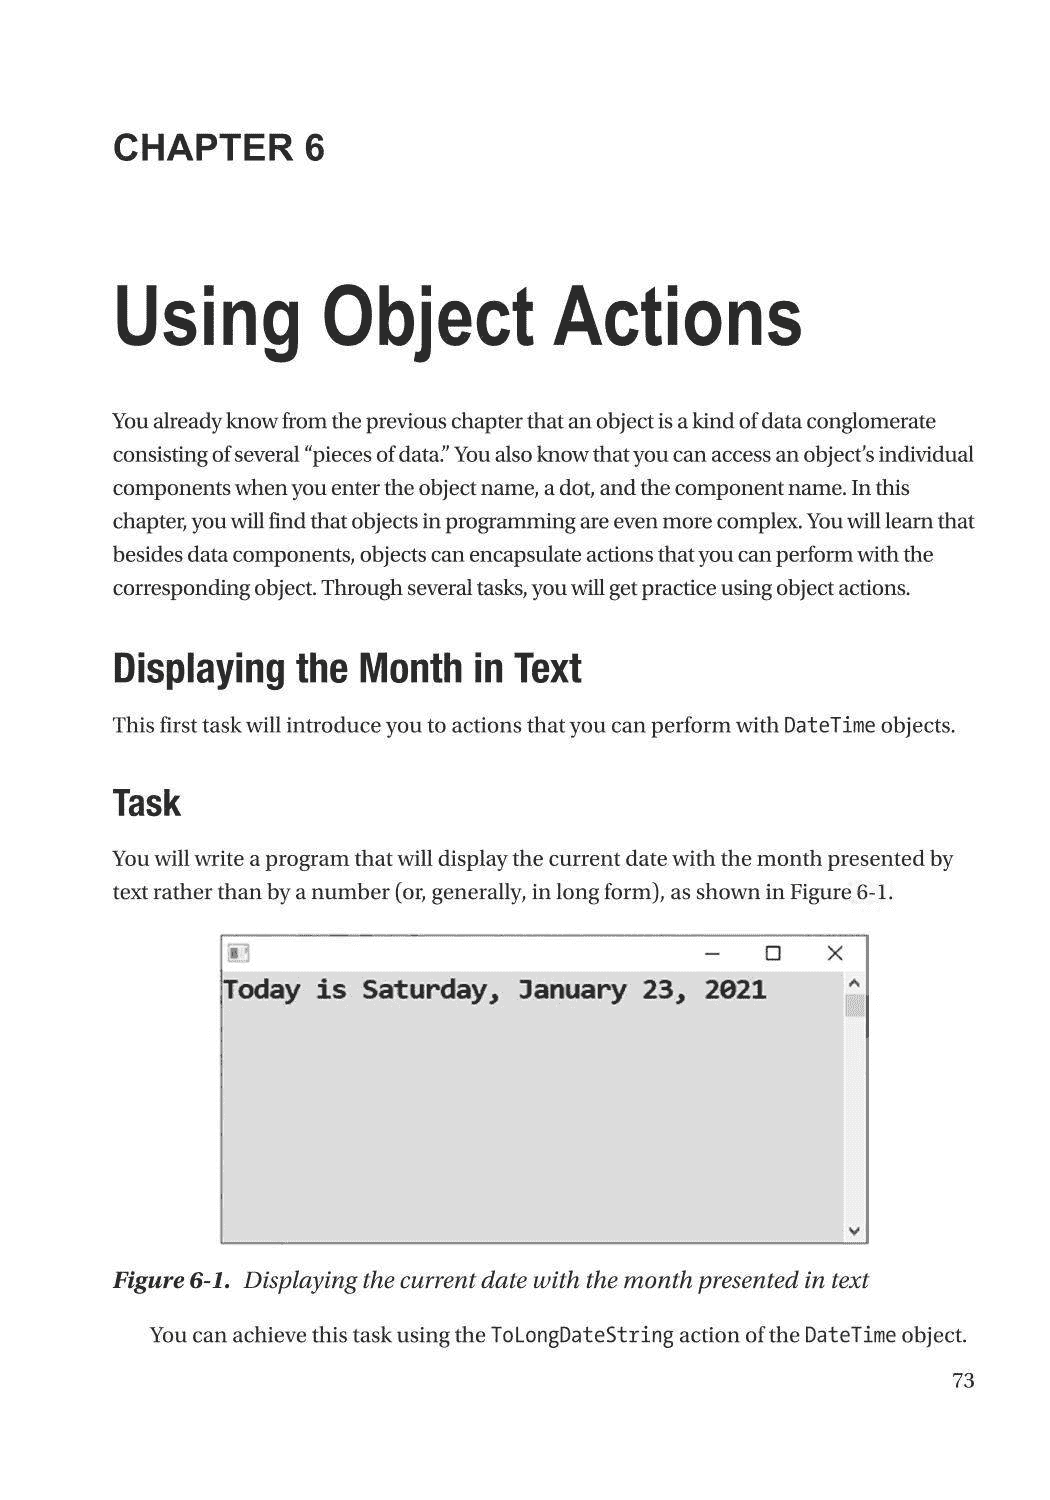 CHAPTER 6
Using Object Actions
You already know from the previous chapter that an object is a kind of data conglomerate
consisting of several “pieces of data.” You also know that you can access an object’s individual
components when you enter the object name, a dot, and the component name. In this
chapter, you will find that objects in programming are even more complex. You will learn that
besides data components, objects can encapsulate actions that you can perform with the
corresponding object. Through several tasks, you will get practice using object actions.
Displaying the Month in Text
This first task will introduce you to actions that you can perform with DateTime objects.
Task
You will write a program that will display the current date with the month presented by
text rather than by a number (or, generally, in long form), as shown in Figure 6-1.
Today is Saturday, January 23, 2021
Figure 6-1. Displaying the current date with the month presented in text
You can achieve this task using the ToLongDateString action of the DateTime object.
73